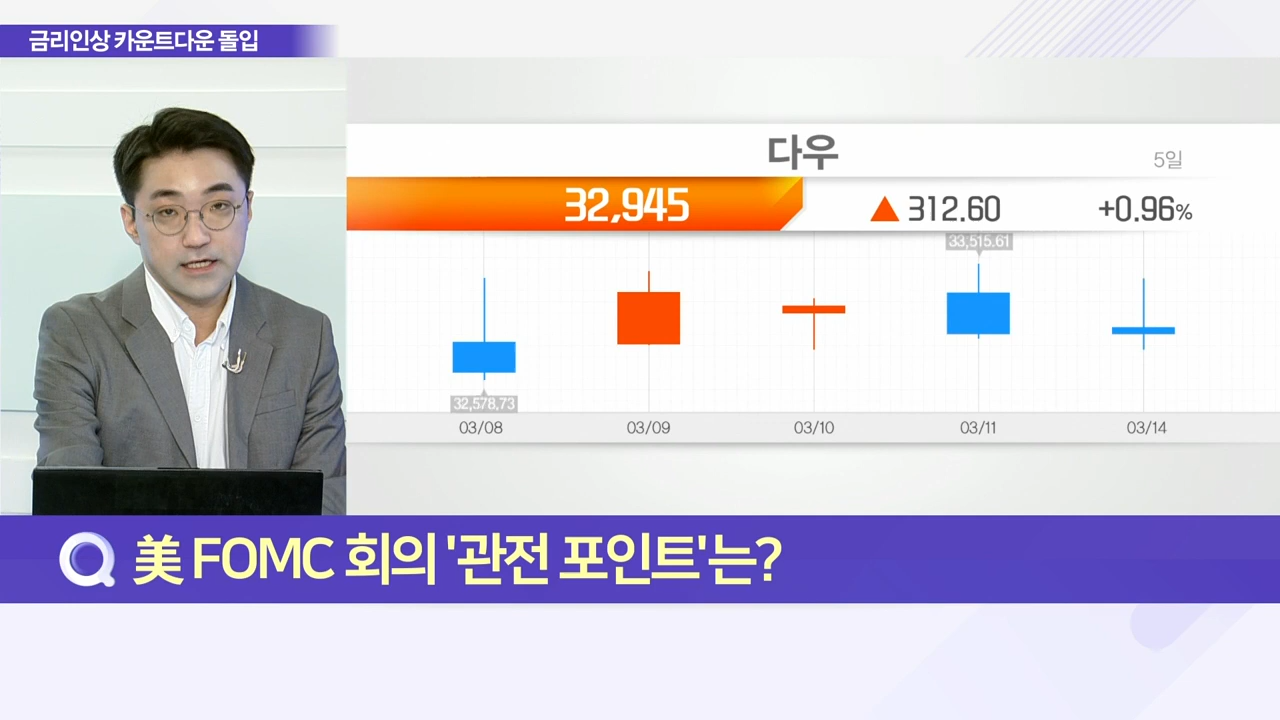 금리인상 카운트다운 돌입
다우
5일
32,945 ▲ 312.60 +0.96%
33,515.61
32,578.73
03/08 03/09 03/10 03/11 03/14
Q 美 FOMC 회의 '관전 포인트'는?